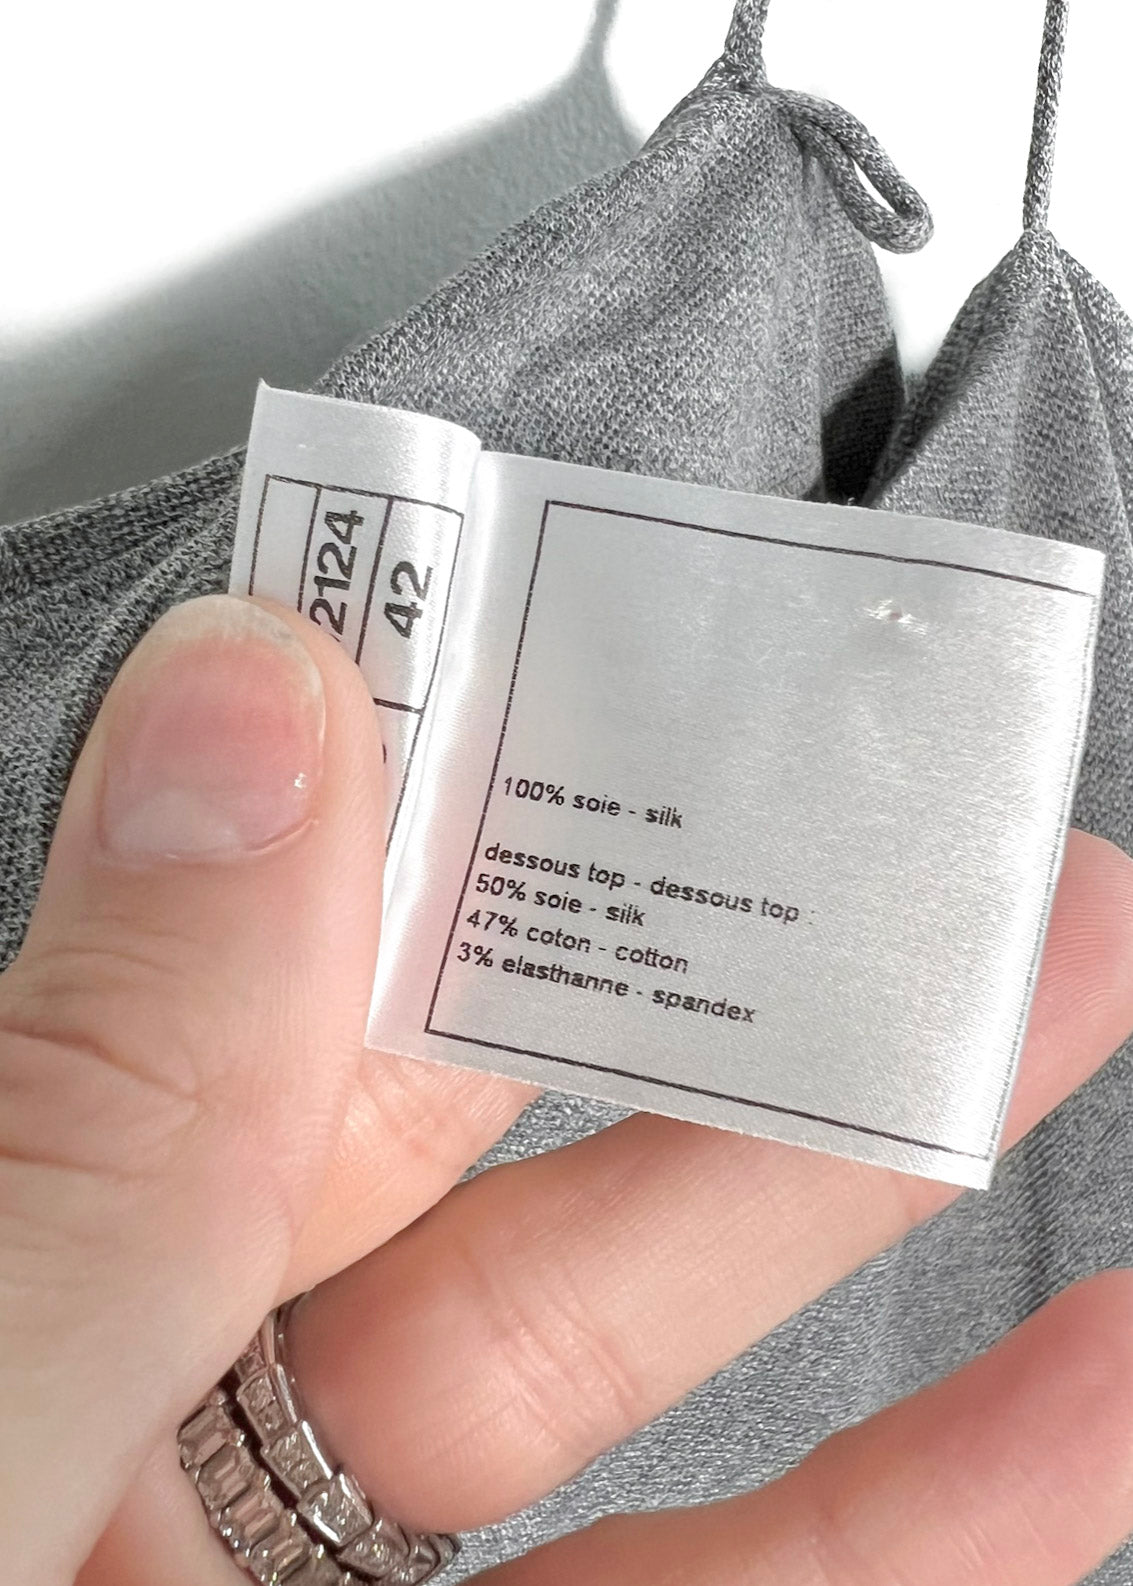 2124
42
100% soie - silk
dessous top - dessous top :
50% soie - silk
47% coton - cotton
3% elasthanne - spandex